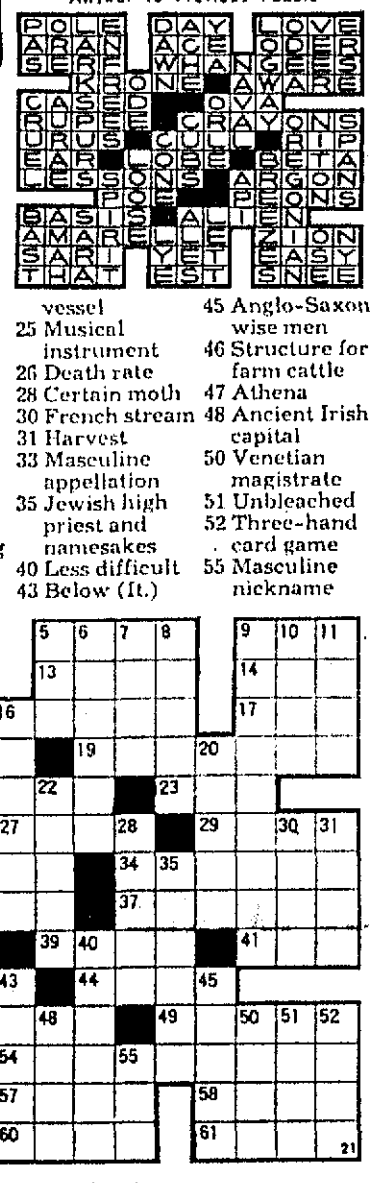 Answer to Previous Puzzle
POLE DAY LOVE
ARAN ACE ODER
SERE WHANGEES
KRONE AWARE
CASED OVA
URPE CRAYONS
RUUS CULL RIP
EAR LOBE BETA
LESSONS ARGONS
POE PEONS
BASIS ALIEN
AMARELLE ZION
SARI YET EASY
THAT EST SNEE
vessel
25 Musical
instrument
26 Death rate
28 Certain moth
30 French stream
31 Harvest
33 Masculine
appellation
35 Jewish high
priest and
namesakes
40 Less difficult
43 Below (It.)
45 Anglo-Saxon
wise men
46 Structure for
farm cattle
47 Athena
48 Ancient Irish
capital
50 Venetian
magistrate
51 Unbleached
52 Three-hand
card game
55 Masculine
nickname
5 6 7 8 9 10 11
13 14
16 17
19 20
22 23
27 28 29 30 31
34 35
37
39 40 41
43 44 45
48 49 50 51 52
54 55
57 58
60 61
21